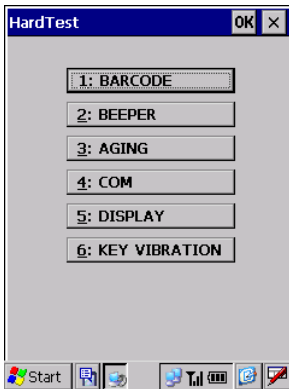 HardTest OK ×
1: BARCODE
2: BEEPER
3: AGING
4: COM
5: DISPLAY
6: KEY VIBRATION
Start